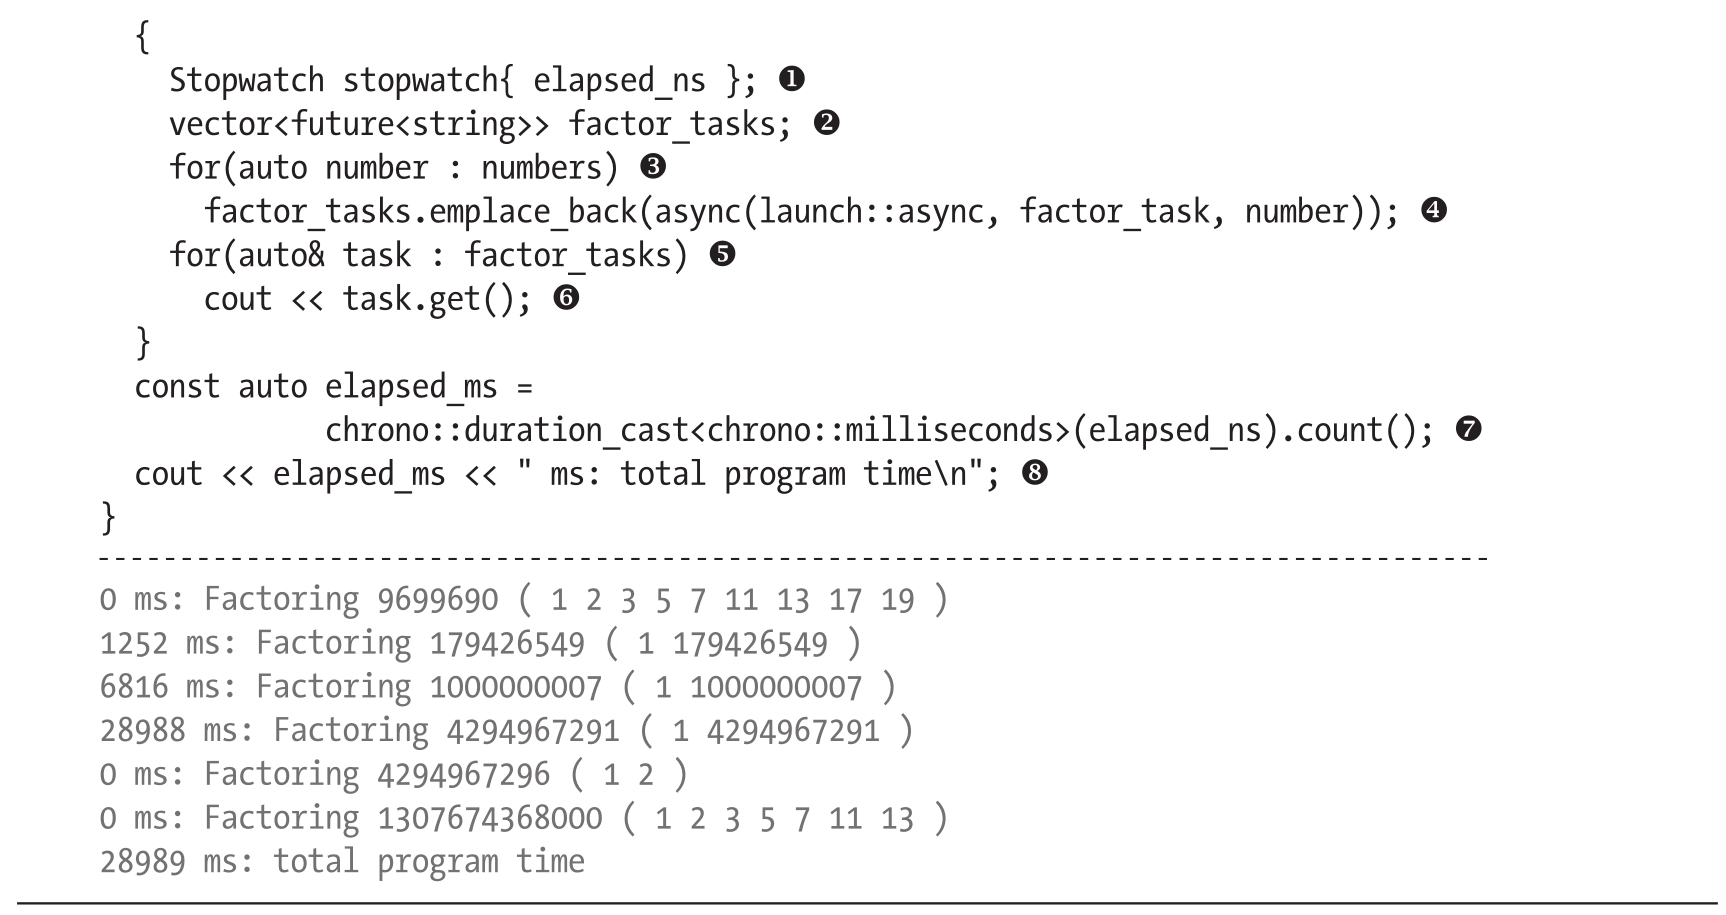 {
Stopwatch stopwatch{ elapsed_ns }; ❶
vector<future<string>> factor_tasks; ❷
for(auto number : numbers) ❸
factor_tasks.emplace_back(async(launch::async, factor_task, number)); ❹
for(auto& task : factor_tasks) ❺
cout << task.get(); ❻
}
const auto elapsed_ms =
chrono::duration_cast<chrono::milliseconds>(elapsed_ns).count(); ❼
cout << elapsed_ms << " ms: total program time\n"; ❽
}
--------------------------------------------------------------------------------
0 ms: Factoring 9699690 ( 1 2 3 5 7 11 13 17 19 )
1252 ms: Factoring 179426549 ( 1 179426549 )
6816 ms: Factoring 1000000007 ( 1 1000000007 )
28988 ms: Factoring 4294967291 ( 1 4294967291 )
0 ms: Factoring 4294967296 ( 1 2 )
0 ms: Factoring 1307674368000 ( 1 2 3 5 7 11 13 )
28989 ms: total program time